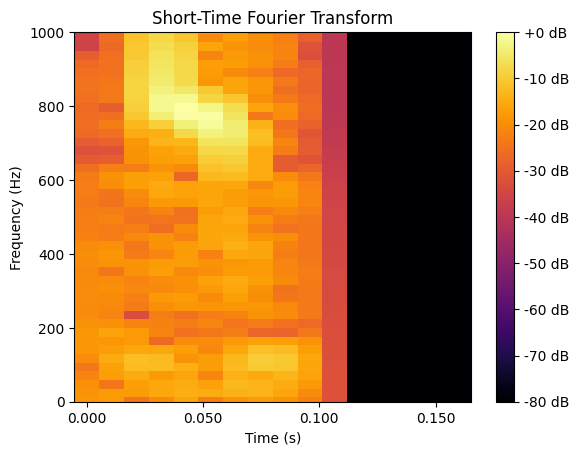 Short-Time Fourier Transform
1000
800
600
400
200
0
Frequency (Hz)
0.000
0.050
0.100
0.150
Time (s)
+0 dB
-10 dB
-20 dB
-30 dB
-40 dB
-50 dB
-60 dB
-70 dB
-80 dB